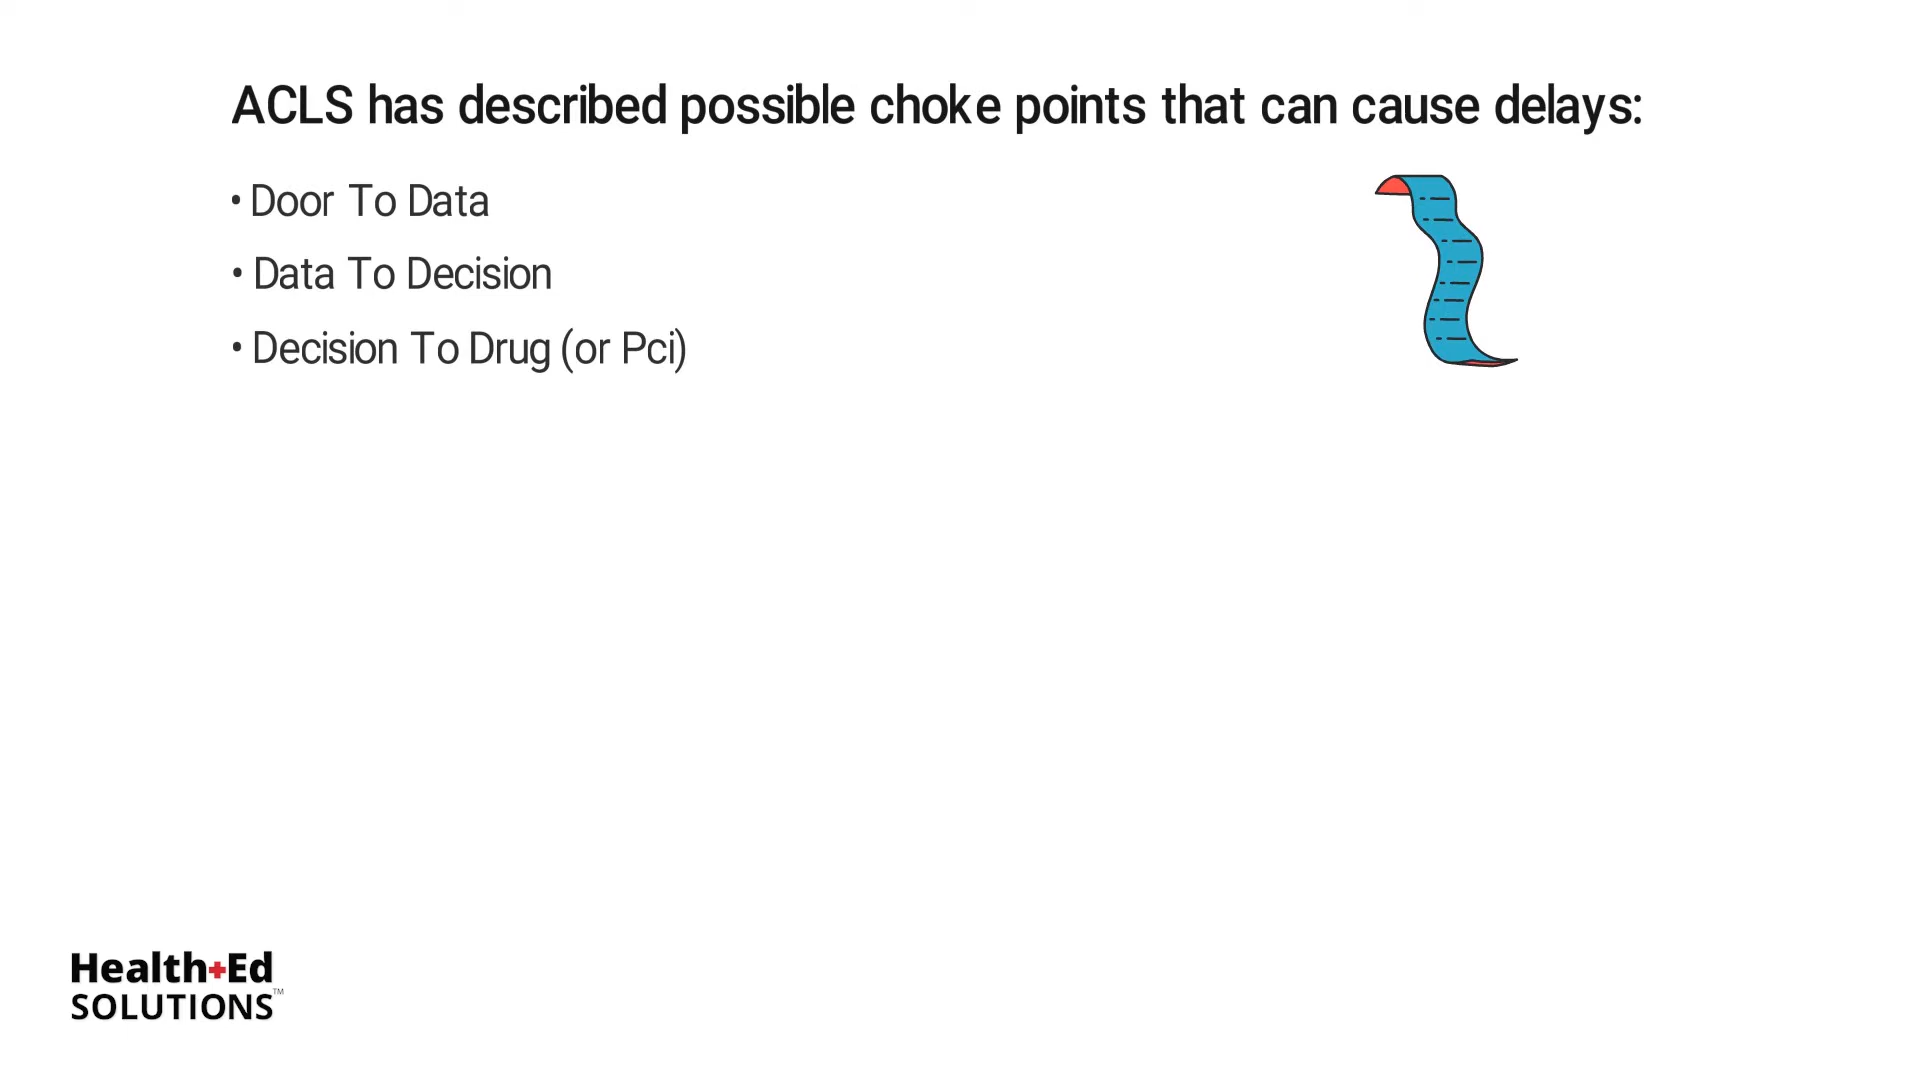 ACLS has described possible choke points that can cause delays:
• Door To Data
• Data To Decision
• Decision To Drug (or Pci)
Health+Ed
SOLUTIONS™